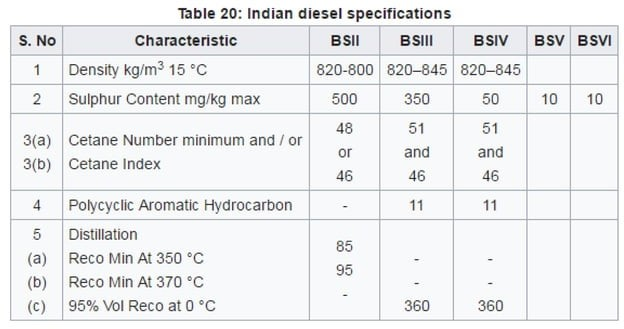 Table 20: Indian diesel specifications
S. No Characteristic BSII BSIII BSIV BSV BSVI
1 Density kg/m³ 15 °C 820-800 820–845 820–845
2 Sulphur Content mg/kg max 500 350 50 10 10
48 51 51
3(a) Cetane Number minimum and / or or and and
3(b) Cetane Index 46 46 46
4 Polycyclic Aromatic Hydrocarbon - 11 11
5 Distillation
(a) Reco Min At 350 °C 85 -  -
(b) Reco Min At 370 °C 95 - -
(c) 95% Vol Reco at 0 °C - 360 360